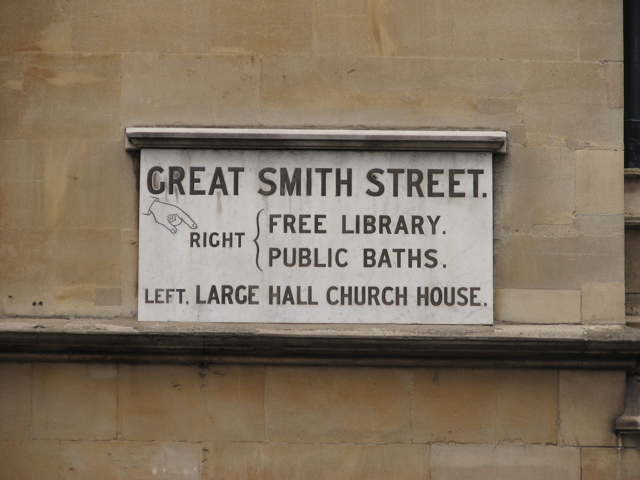 GREAT SMITH STREET.
RIGHT { FREE LIBRARY.
PUBLIC BATHS.
LEFT. LARGE HALL CHURCH HOUSE.